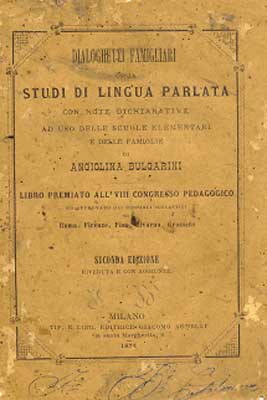 DIALOGHETTI FAMIGLIARI
OSSIA
STUDI DI LINGUA PARLATA
CON NOTE DICHIARATIVE
AD USO DELLE SCUOLE ELEMENTARI
E DELLE FAMIGLIE
DI
ANGIOLINA BULGARINI
LIBRO PREMIATO ALL'VIII CONGRESSO PEDAGOGICO
Roma, Firenze, Pisa, Livorno, Grosseto
SECONDA EDIZIONE
RIVEDUTA E CON AGGIUNTE
MILANO
TIP. E LIBR. EDITRICE GIACOMO AGNELLI
in Santa Margherita, 2